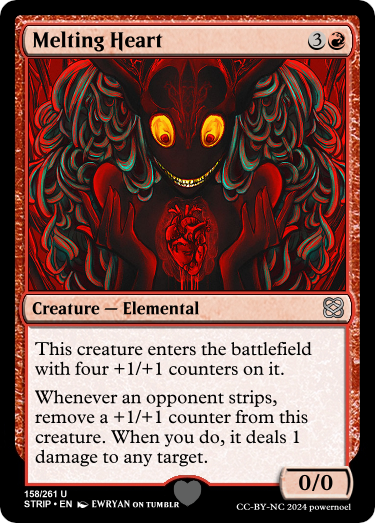 Melting Heart 3
Creature — Elemental
This creature enters the battlefield
with four +1/+1 counters on it.
Whenever an opponent strips,
remove a +1/+1 counter from this
creature. When you do, it deals 1
damage to any target.
0/0
158/261 U
STRIP • EN EWRYAN ON TUMBLR
CC-BY-NC 2024 powernoel